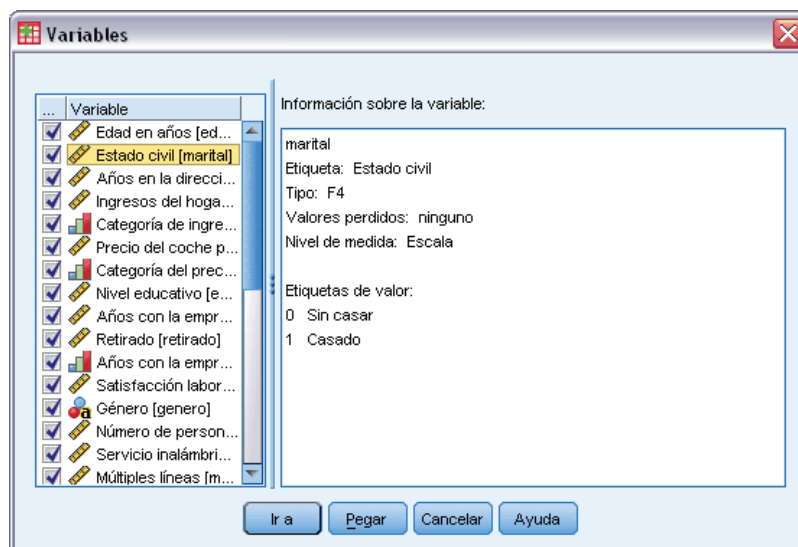 Variables
... Variable
Edad en años [ed...
Estado civil [marital]
Años en la direcci...
Ingresos del hoga...
Categoría de ingre...
Precio del coche p...
Categoría del prec...
Nivel educativo [e...
Años con la empr...
Retirado [retirado]
Años con la empr...
Satisfacción labor...
Género [genero]
Número de person...
Servicio inalámbri...
Múltiples líneas [m...
Información sobre la variable:
marital
Etiqueta: Estado civil
Tipo: F4
Valores perdidos: ninguno
Nivel de medida: Escala
Etiquetas de valor:
0 Sin casar
1 Casado
Ir a Pegar Cancelar Ayuda